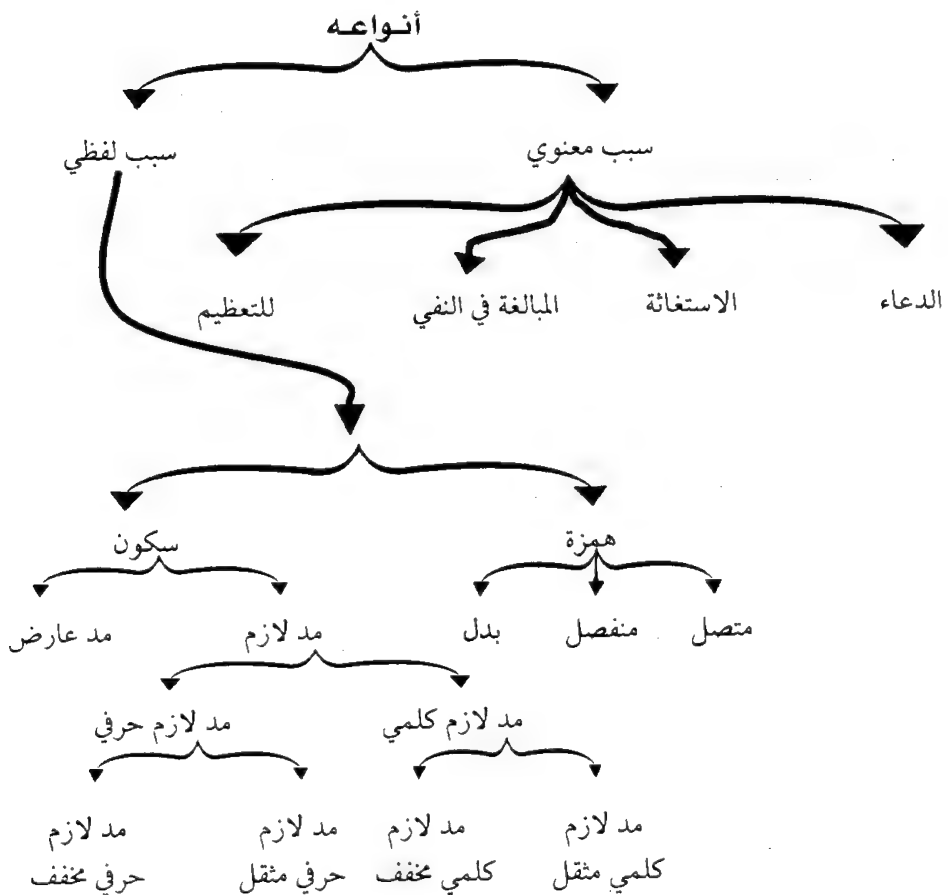 أنواعه
سبب معنوي
سبب لفظي
الدعاء
الاستغاثة
المبالغة في النفي
للتعظيم
همزة
سكون
متصل
منفصل
بدل
مد لازم
مد عارض
مد لازم كلمي
مد لازم حرفي
مد لازم
كلمي مثقل
مد لازم
كلمي مخفف
مد لازم
حرفي مثقل
مد لازم
حرفي مخفف